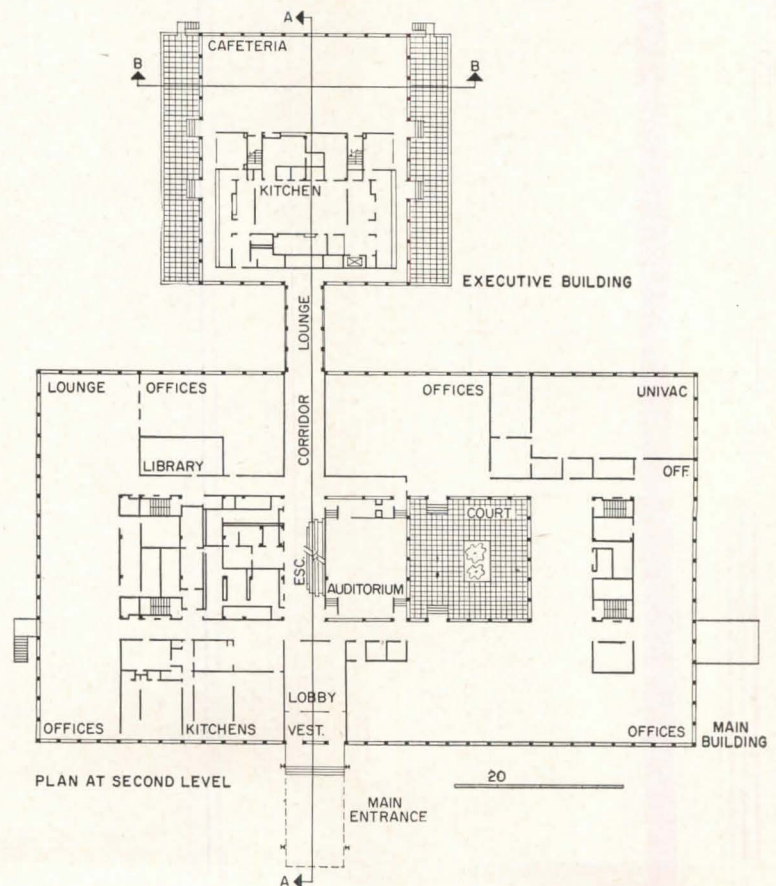 A
CAFETERIA
B
B
KITCHEN
EXECUTIVE BUILDING
LOUNGE
LOUNGE
OFFICES
CORRIDOR
OFFICES
UNIVAC
LIBRARY
OFF.
COURT
ESC.
AUDITORIUM
LOBBY
OFFICES
KITCHENS
VEST.
OFFICES
MAIN
BUILDING
PLAN AT SECOND LEVEL
20
MAIN
ENTRANCE
A